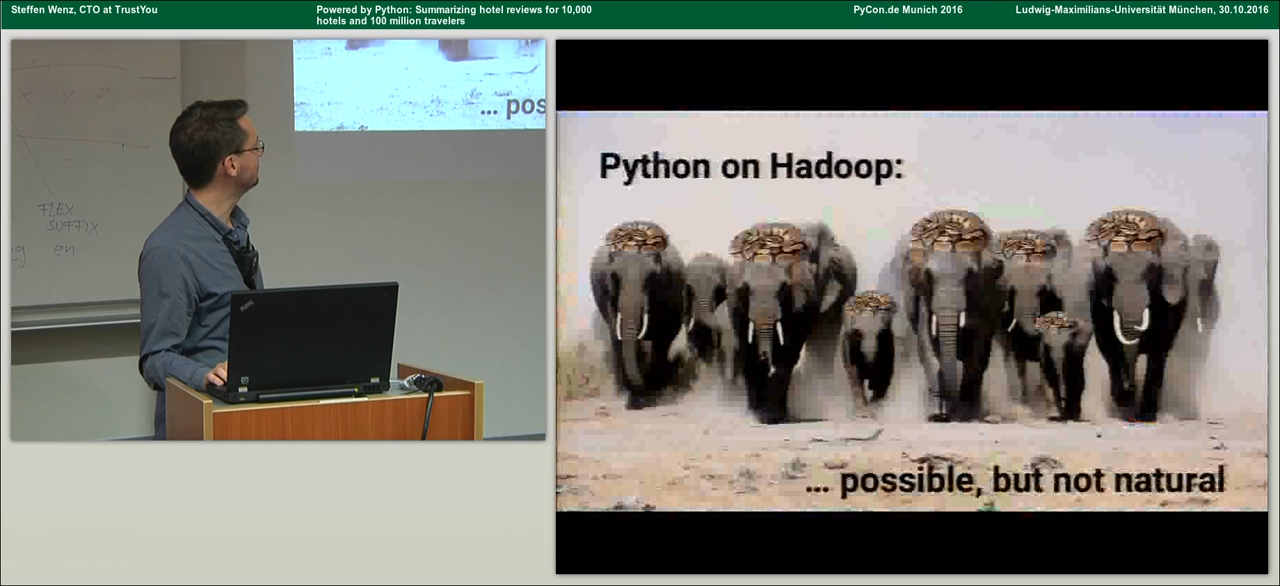 Steffen Wenz, CTO at TrustYou
Powered by Python: Summarizing hotel reviews for 10,000
hotels and 100 million travelers
PyCon.de Munich 2016
Ludwig-Maximilians-Universität München, 30.10.2016
... pos
FLEX
SUFFIX
en
Python on Hadoop:
... possible, but not natural